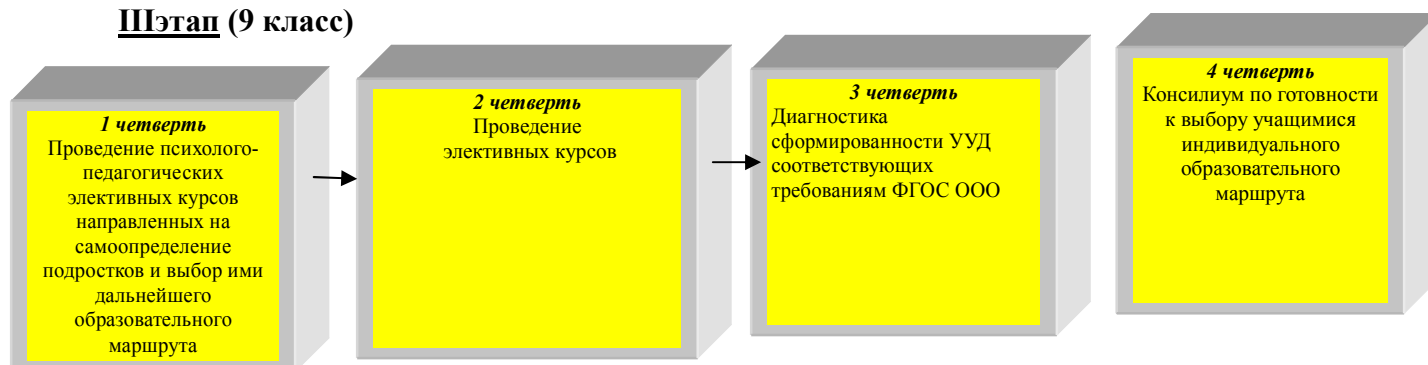 IIIэтап (9 класс)
1 четверть
Проведение психолого-
педагогических
элективных курсов
направленных на
самоопределение
подростков и выбор ими
дальнейшего
образовательного
маршрута
2 четверть
Проведение
элективных курсов
3 четверть
Диагностика
сформированности УУД
соответствующих
требованиям ФГОС ООО
4 четверть
Консилиум по готовности
к выбору учащимися
индивидуального
образовательного
маршрута